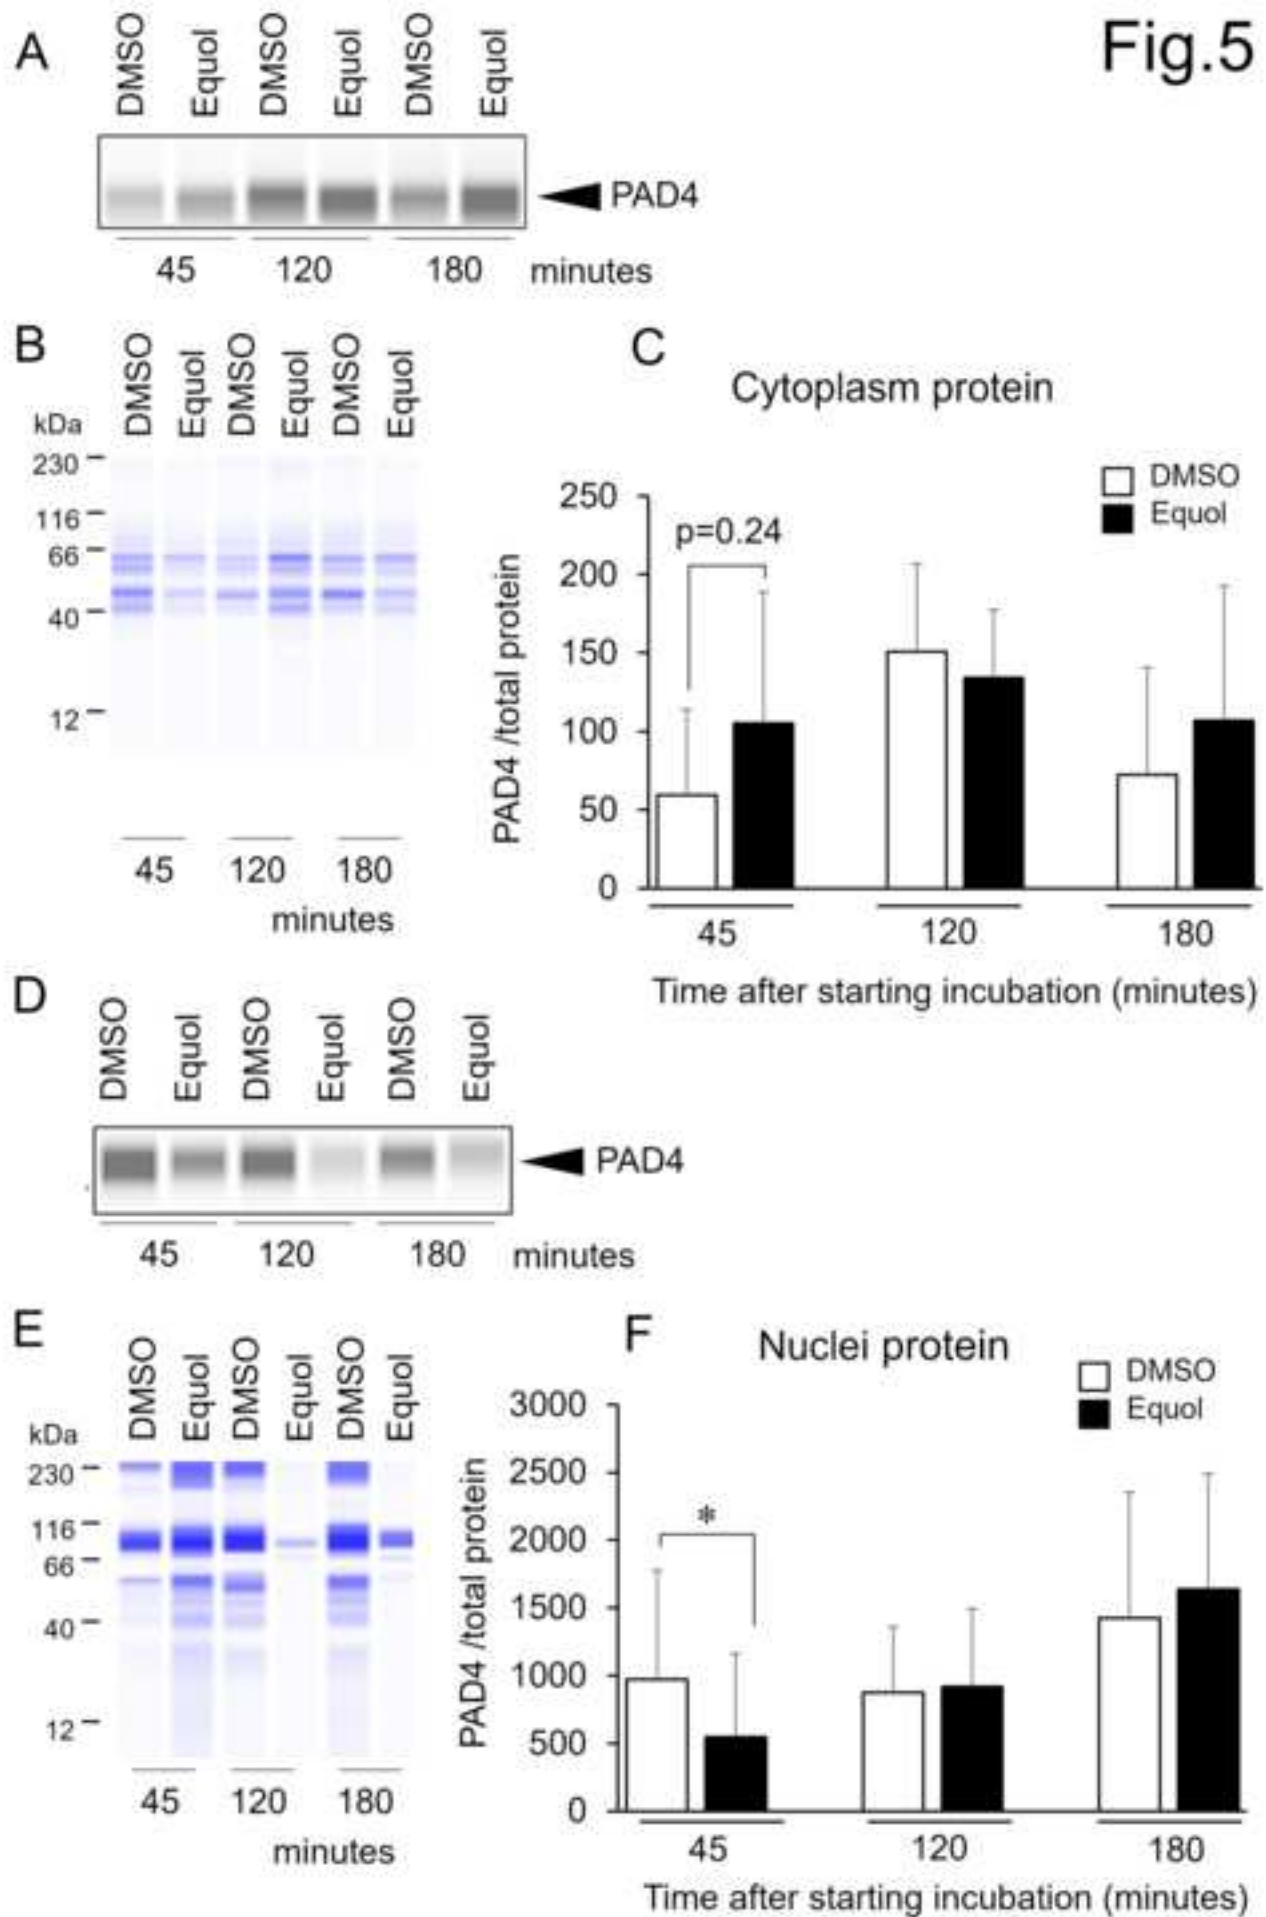 Fig.5
A
DMSO
Equol
DMSO
Equol
DMSO
Equol
PAD4
45 120 180 minutes
B
DMSO
Equol
DMSO
Equol
DMSO
Equol
kDa
230
116
66
40
12
45 120 180
minutes
C
Cytoplasm protein
DMSO
Equol
p=0.24
PAD4 /total protein
250
200
150
100
50
0
45 120 180
Time after starting incubation (minutes)
D
DMSO
Equol
DMSO
Equol
DMSO
Equol
PAD4
45 120 180 minutes
E
DMSO
Equol
DMSO
Equol
DMSO
Equol
kDa
230
116
66
40
12
45 120 180
minutes
F
Nuclei protein
DMSO
Equol
*
PAD4 /total protein
3000
2500
2000
1500
1000
500
0
45 120 180
Time after starting incubation (minutes)